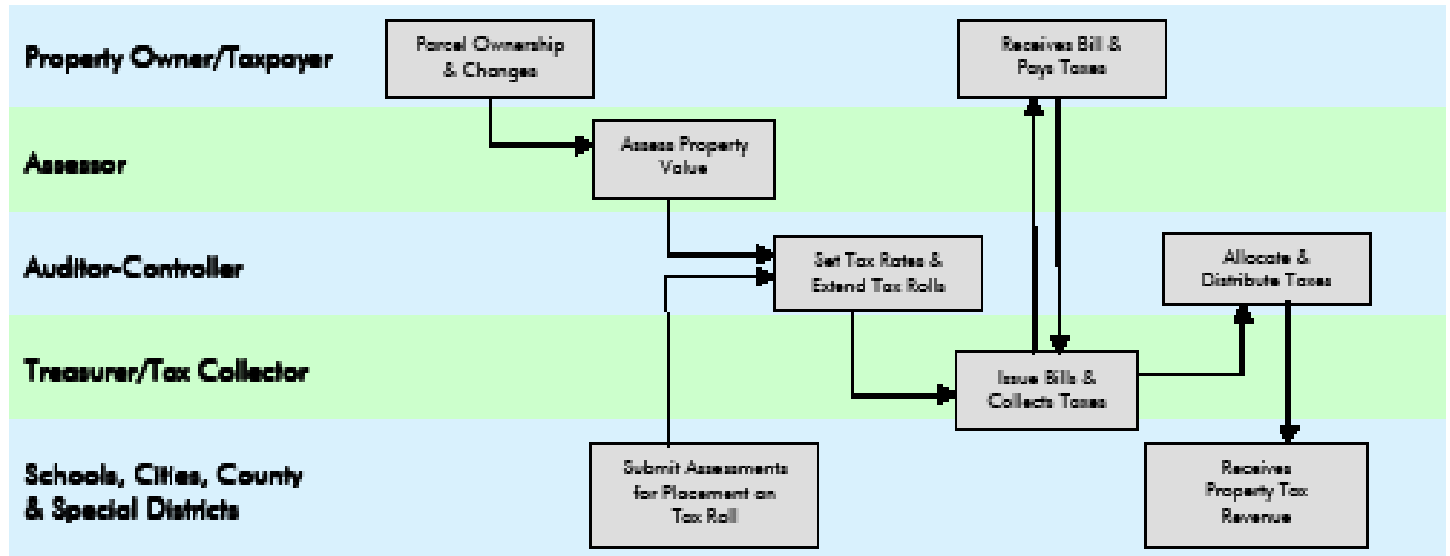 Property Owner/Taxpayer
Parcel Ownership
& Changes
Receives Bill &
Pays Taxes
Assessor
Assess Property
Value
Auditor-Controller
Set Tax Rates &
Extend Tax Rolls
Allocate &
Distribute Taxes
Treasurer/Tax Collector
Issue Bills &
Collects Taxes
Schools, Cities, County
& Special Districts
Submit Assessments
for Placement on
Tax Roll
Receives
Property Tax
Revenue